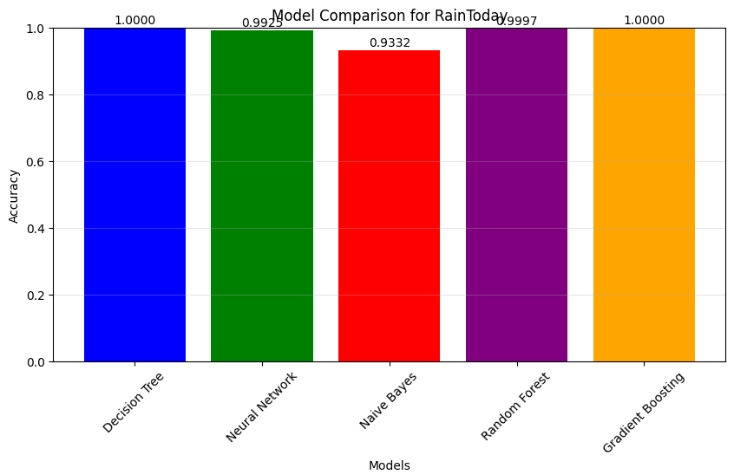 Model Comparison for RainToday
1.0000
0.9925
0.9332
0.9997
1.0000
Accuracy
1.0
0.8
0.6
0.4
0.2
0.0
Decision Tree
Neural Network
Naive Bayes
Random Forest
Gradient Boosting
Models